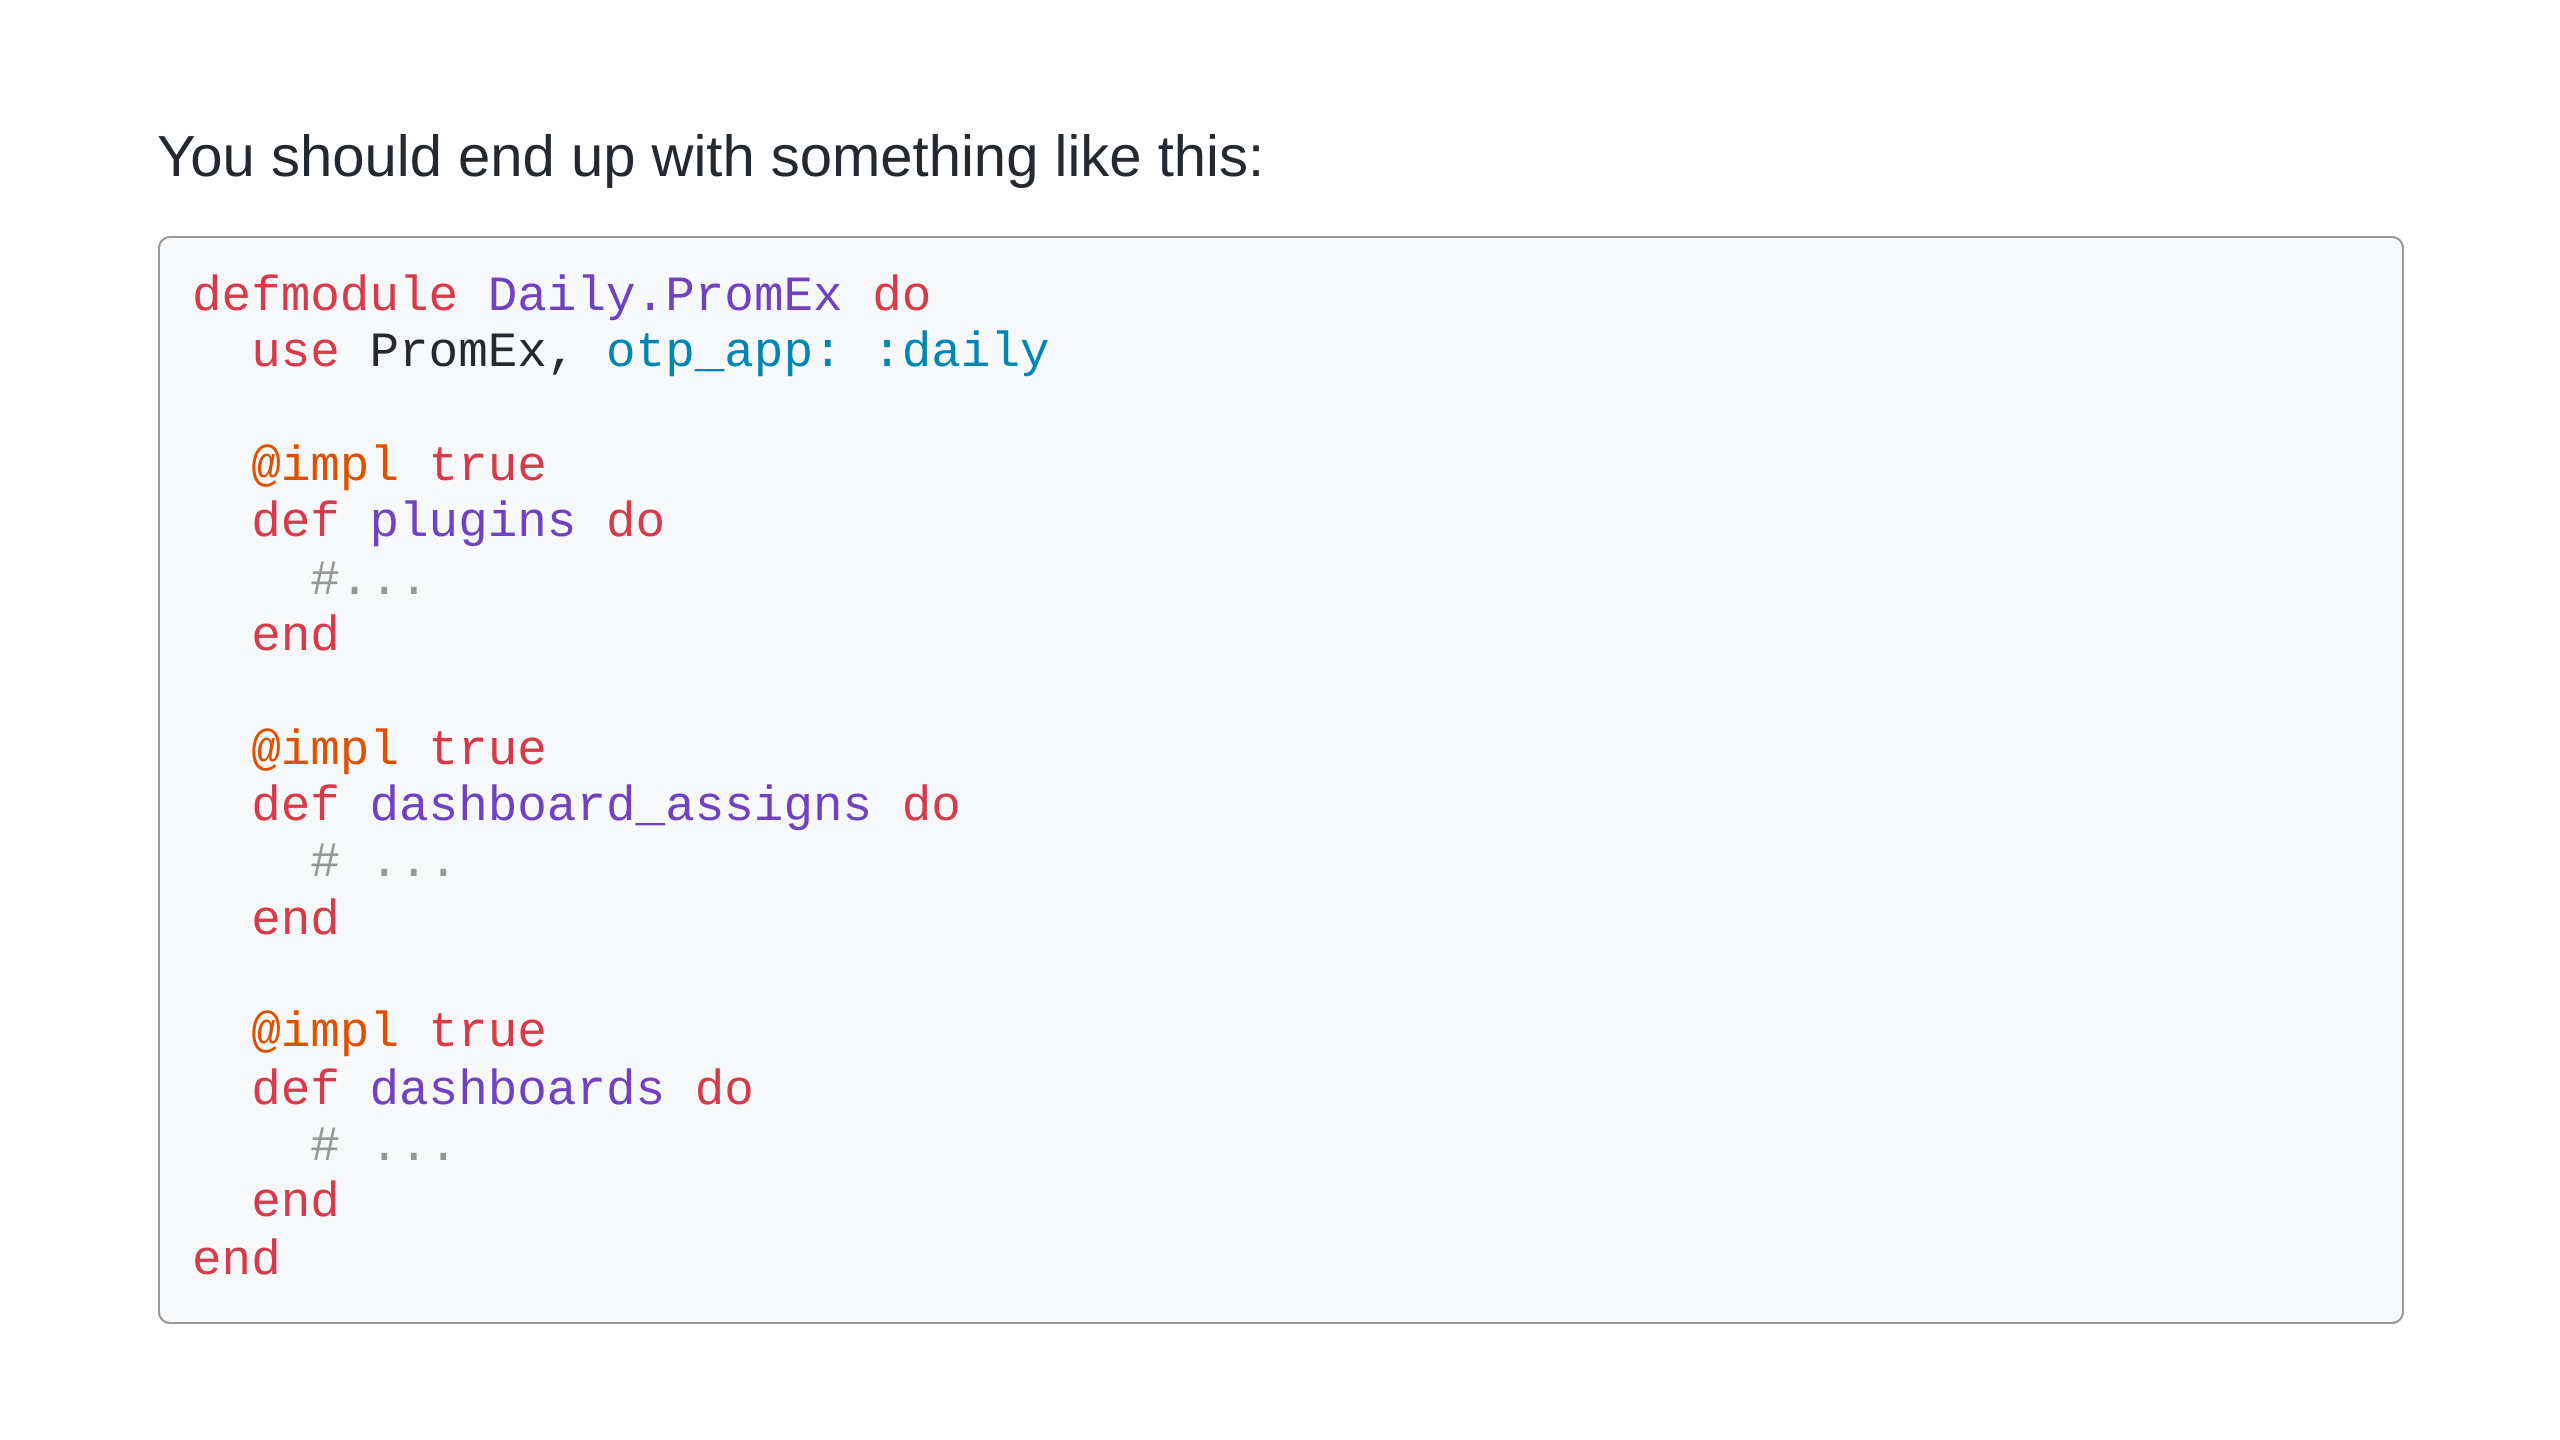 You should end up with something like this:
defmodule Daily.PromEx do
  use PromEx, otp_app: :daily

  @impl true
  def plugins do
    #...
  end

  @impl true
  def dashboard_assigns do
    # ...
  end

  @impl true
  def dashboards do
    # ...
  end
end